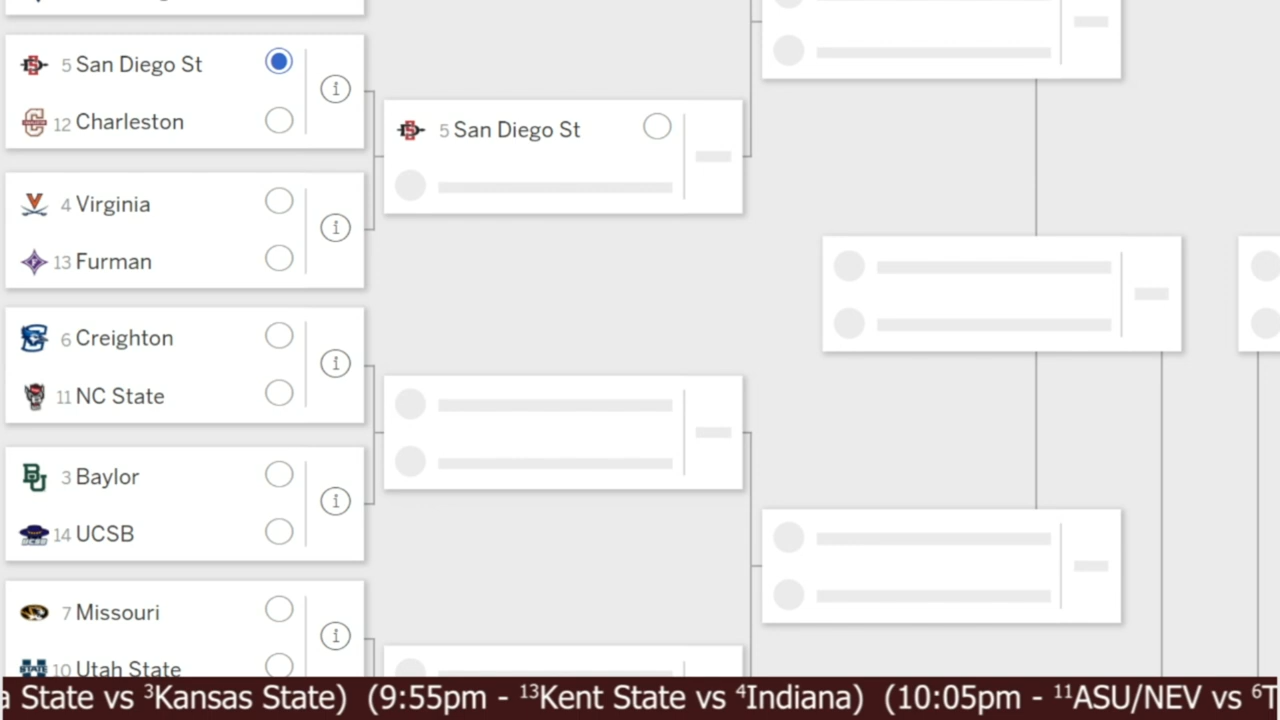 5 San Diego St
12 Charleston
5 San Diego St
4 Virginia
13 Furman
6 Creighton
11 NC State
3 Baylor
14 UCSB
7 Missouri
10 Utah State
a State vs ³Kansas State) (9:55pm - ¹³Kent State vs ⁴Indiana) (10:05pm - ¹¹ASU/NEV vs ⁶T